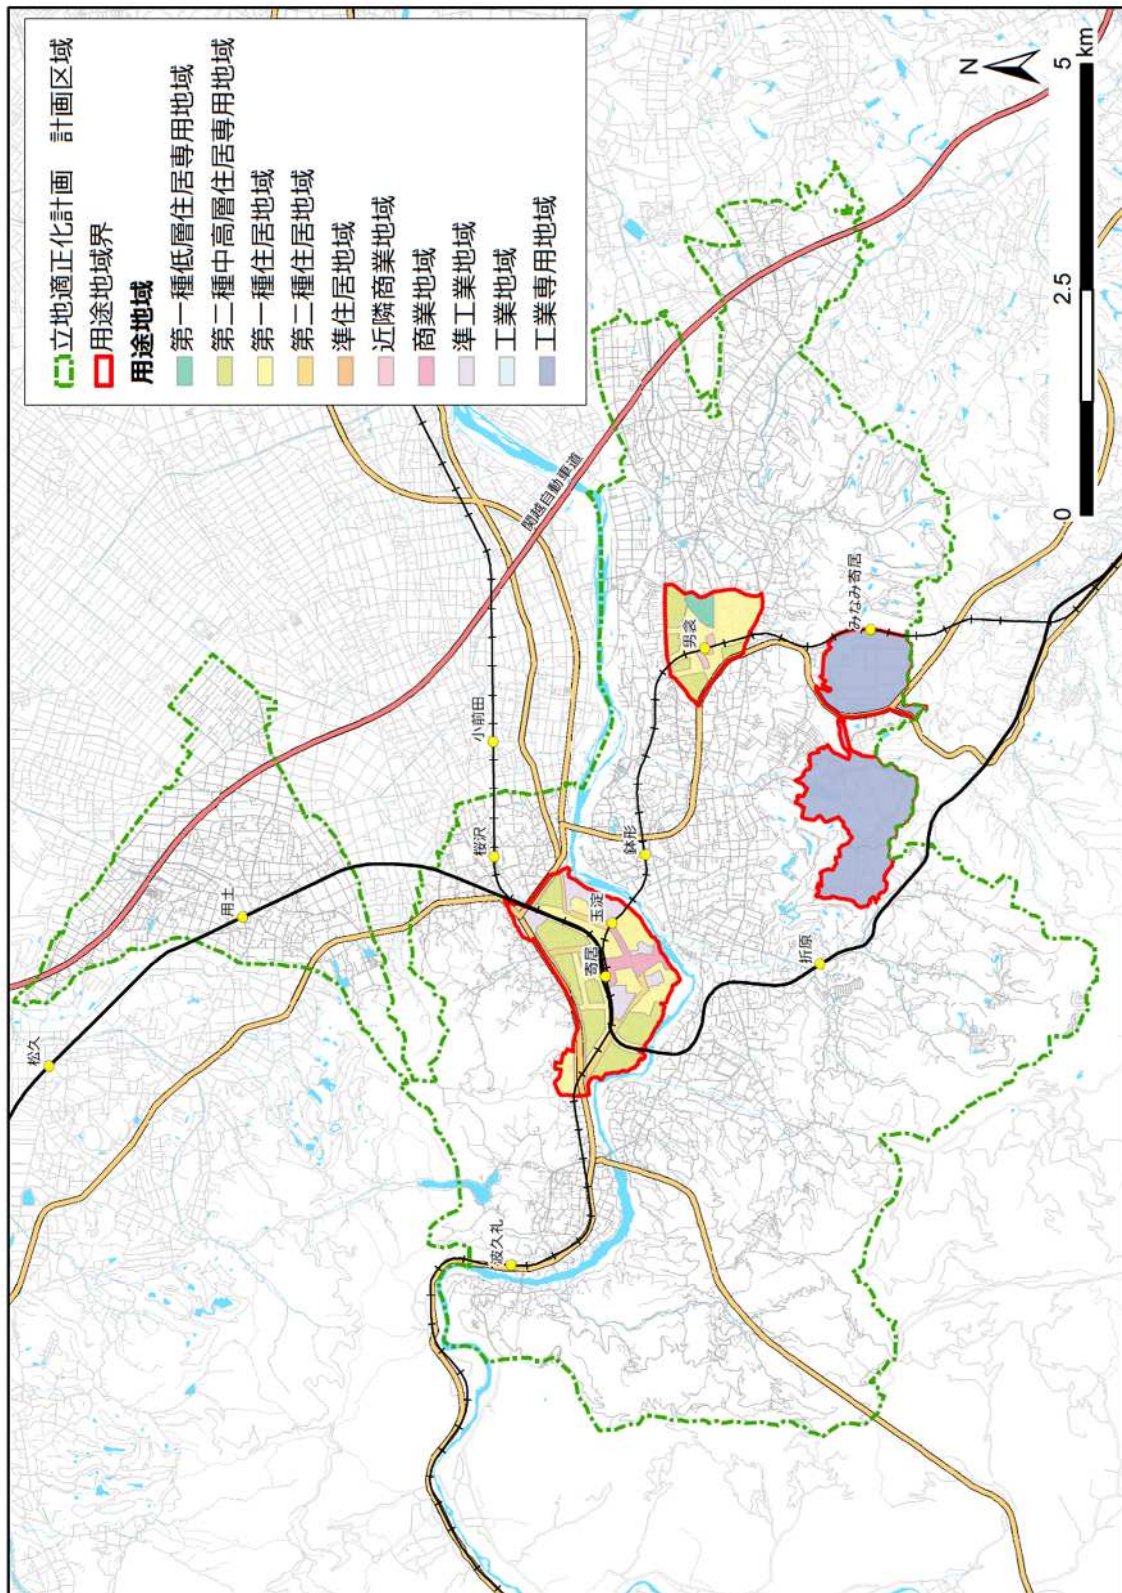 立地適正化計画　計画区域
用途地域界
用途地域
第一種低層住居専用地域
第二種中高層住居専用地域
第一種住居地域
第二種住居地域
準住居地域
近隣商業地域
商業地域
準工業地域
工業地域
工業専用地域
松久
用土
波久礼
桜沢
小前田
関越自動車道
寄居
玉淀
鉢形
男衾
折原
みなみ寄居
N
0
2.5
5
km